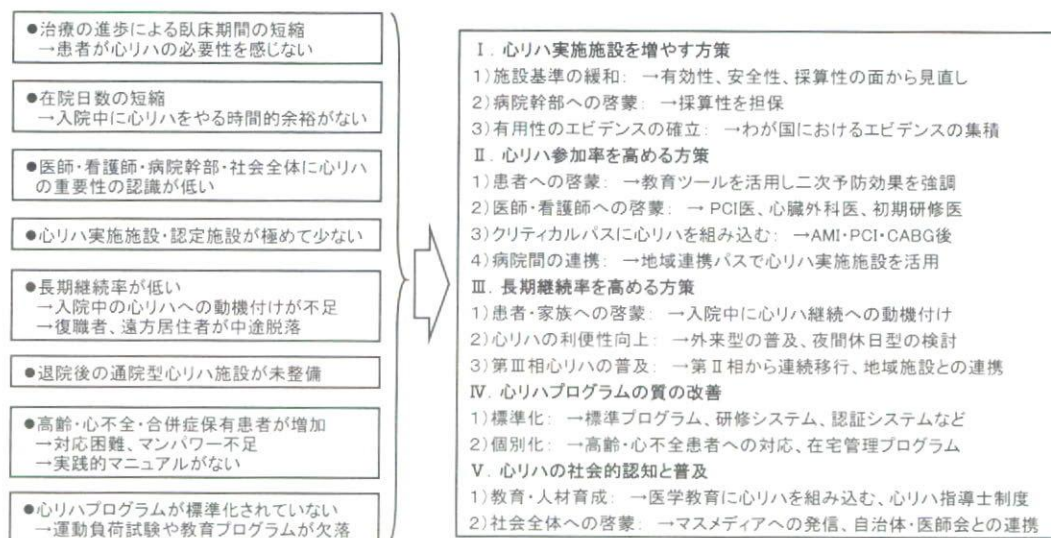 ●治療の進歩による臨床期間の短縮
→患者が心リハの必要性を感じない
●在院日数の短縮
→入院中に心リハをやる時間的余裕がない
●医師・看護師・病院幹部・社会全体に心リハ
の重要性の認識が低い
●心リハ実施施設・認定施設が極めて少ない
●長期継続率が低い
→入院中の心リハへの動機付けが不足
→復職者、遠方居住者が中途脱落
●退院後の通院型心リハ施設が未整備
●高齢・心不全・合併症保有患者が増加
→対応困難、マンパワー不足
→実践的マニュアルがない
●心リハプログラムが標準化されていない
→運動負荷試験や教育プログラムが欠落
Ⅰ. 心リハ実施施設を増やす方策
1)施設基準の緩和: →有効性、安全性、採算性の面から見直し
2)病院幹部への啓蒙: →採算性を担保
3)有用性のエビデンスの確立: →わが国におけるエビデンスの集積
Ⅱ. 心リハ参加率を高める方策
1)患者への啓蒙: →教育ツールを活用し二次予防効果を強調
2)医師・看護師への啓蒙: → PCI医、心臓外科医、初期研修医
3)クリティカルパスに心リハを組み込む: →AMI・PCI・CABG後
4)病院間の連携: →地域連携パスで心リハ実施施設を活用
Ⅲ. 長期継続率を高める方策
1)患者・家族への啓蒙: →入院中に心リハ継続への動機付け
2)心リハの利便性向上: →外来型の普及、夜間休日型の検討
3)第Ⅲ相心リハの普及: →第Ⅱ相から連続移行、地域施設との連携
Ⅳ. 心リハプログラムの質の改善
1)標準化: →標準プログラム、研修システム、認証システムなど
2)個別化: →高齢・心不全患者への対応、在宅管理プログラム
Ⅴ. 心リハの社会的認知と普及
1)教育・人材育成: →医学教育に心リハを組み込む、心リハ指導士制度
2)社会全体への啓蒙: →マスメディアへの発信、自治体・医師会との連携